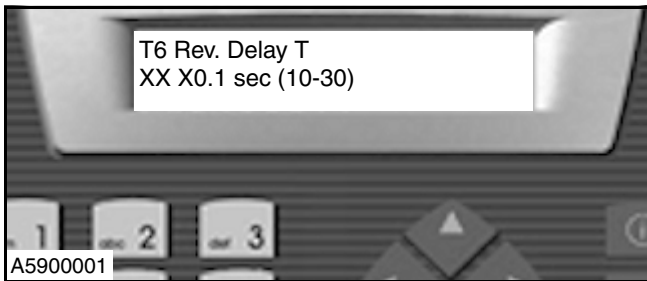 T6 Rev. Delay T
XX X0.1 sec (10-30)
1
abc 2
def 3
A5900001